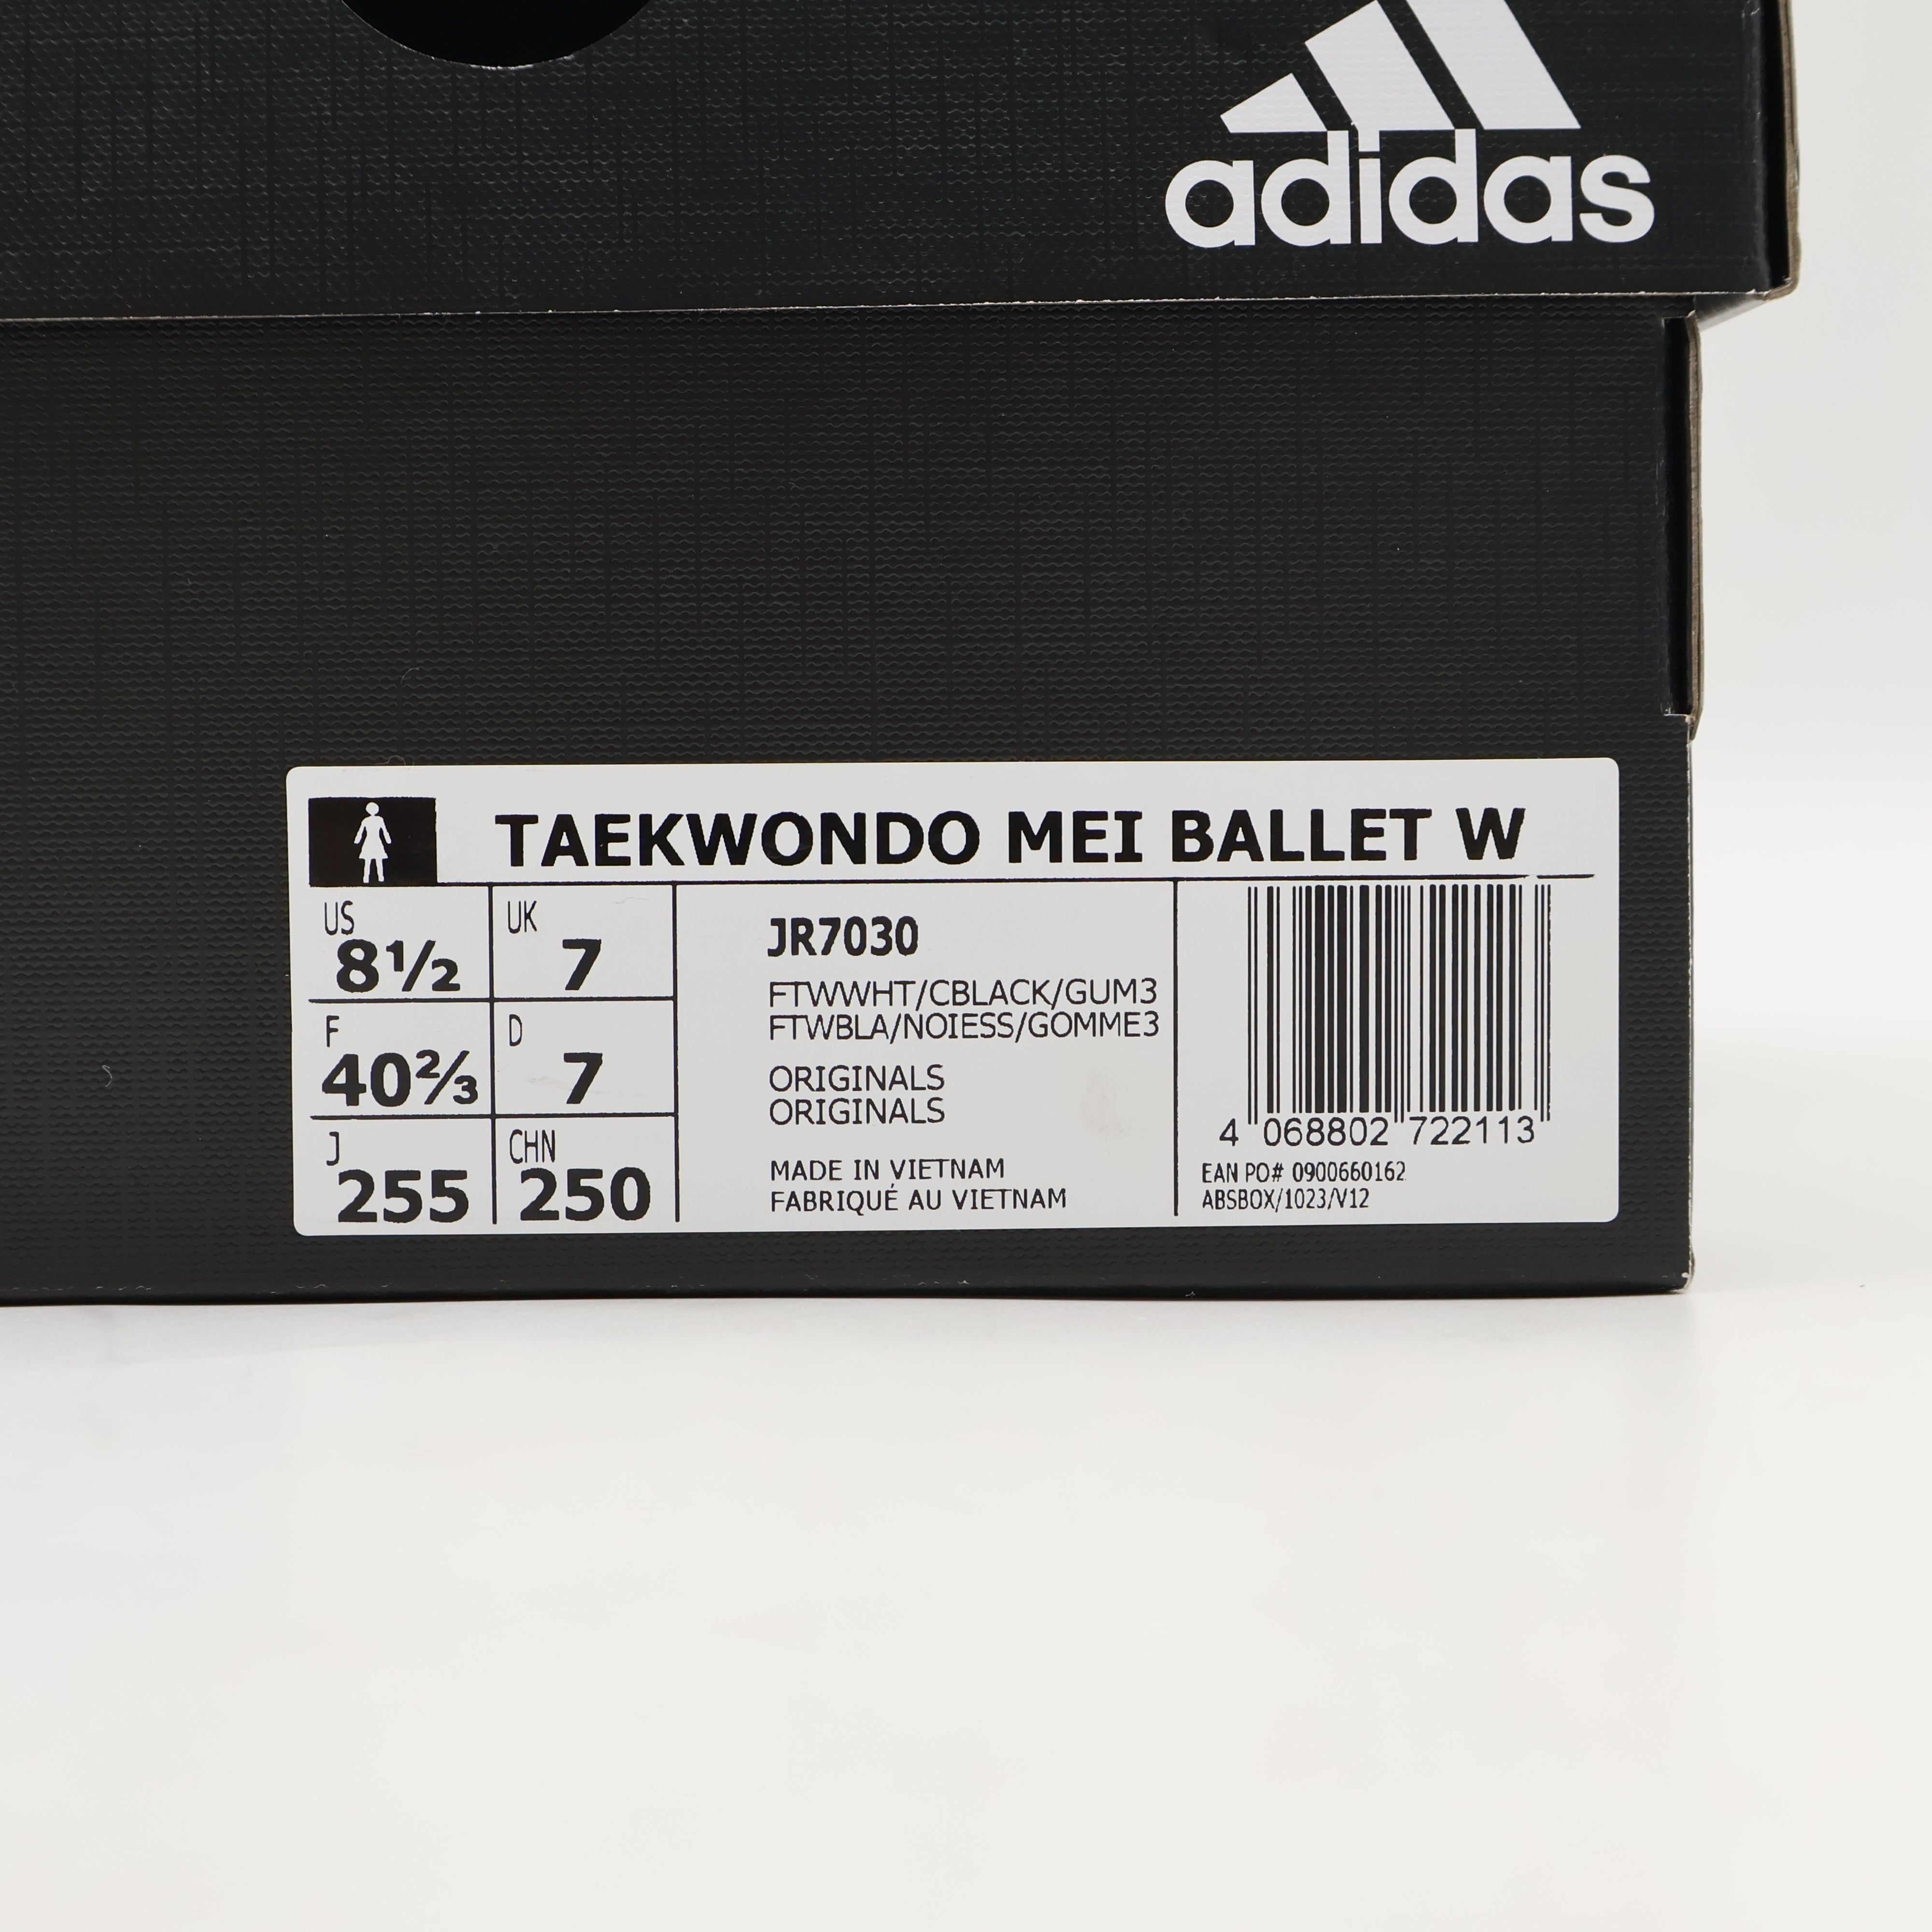 adidas
TAEKWONDO MEI BALLET W
US
8½
UK
7
F
40⅔
D
7
J
255
CHN
250
JR7030
FTWWHT/CBLACK/GUM3
FTWBLA/NOIESS/GOMME3
ORIGINALS
ORIGINALS
MADE IN VIETNAM
FABRIQUÉ AU VIETNAM
4 068802 722113
EAN PO# 0900660162
ABSBOX/1023/V12